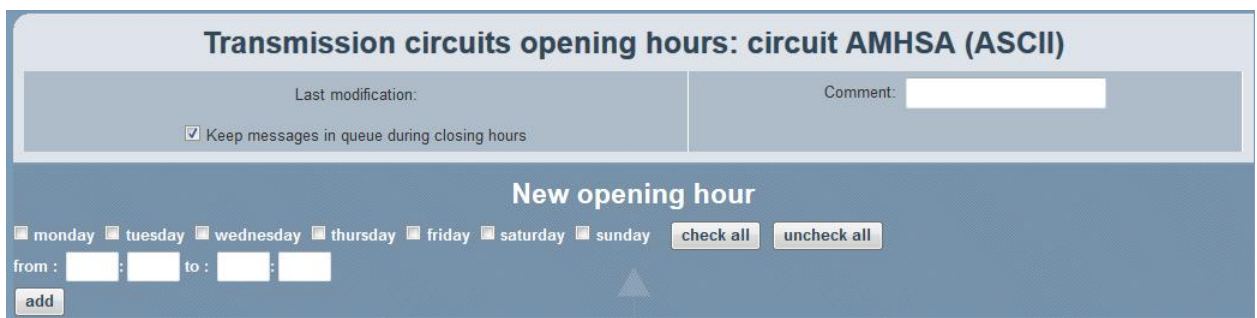 Transmission circuits opening hours: circuit AMHSA (ASCII)
Last modification:
Comment:
Keep messages in queue during closing hours
New opening hour
monday tuesday wednesday thursday friday saturday sunday check all uncheck all
from : : to : :
add